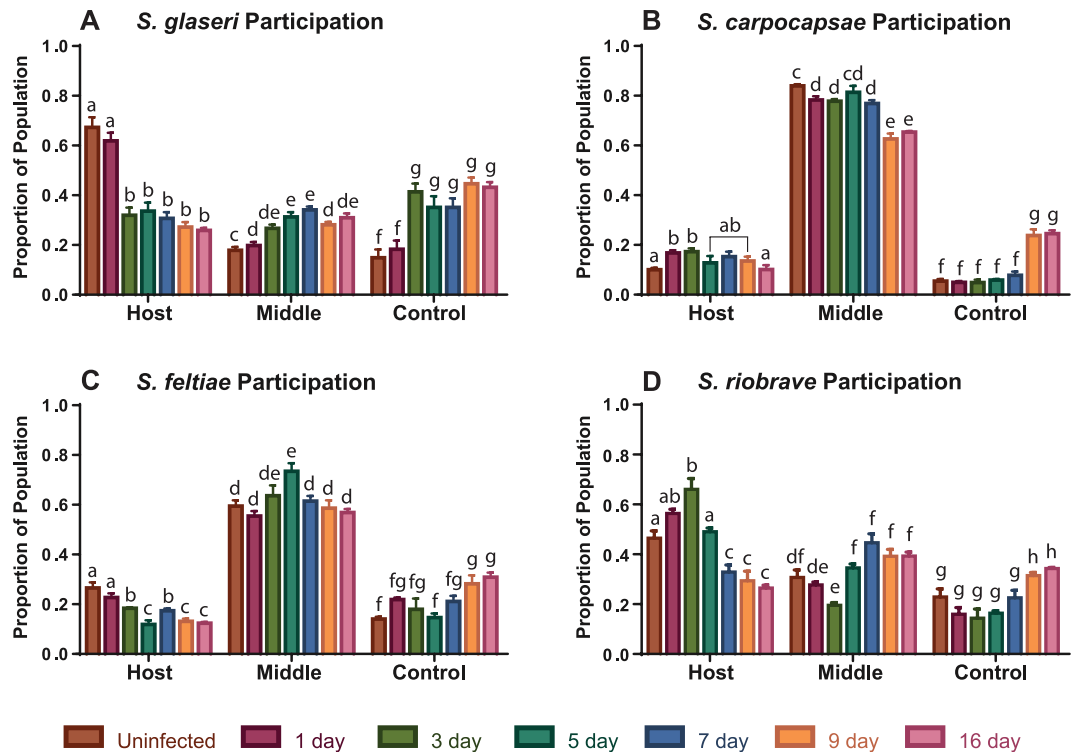 A S. glaseri Participation
Proportion of Population
1.0
0.8
0.6
0.4
0.2
0.0
a a b b b b b
c d de e e d de
f f g g g g g
Host Middle Control
B S. carpocapsae Participation
Proportion of Population
1.0
0.8
0.6
0.4
0.2
0.0
a b b ab a
c d d cd d e e
f f f f f g g
Host Middle Control
C S. feltiae Participation
Proportion of Population
1.0
0.8
0.6
0.4
0.2
0.0
a a b c b c c
d d de e d d d
f fg fg f fg g g
Host Middle Control
D S. riobrave Participation
Proportion of Population
1.0
0.8
0.6
0.4
0.2
0.0
a ab b a c c c
df de e f f f f
g g g g g h h
Host Middle Control
Uninfected 1 day 3 day 5 day 7 day 9 day 16 day